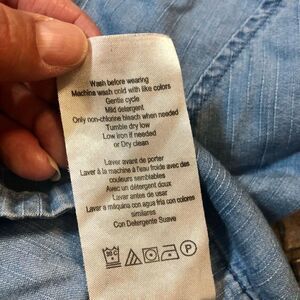 Wash before wearing
Machine wash cold with like colors
Gentle cycle
Mild detergent
Only non-chlorine bleach when needed
Tumble dry low
Low iron if needed
or Dry clean
Laver avant de porter
Laver à la machine à l'eau froide avec des
couleurs semblables
Avec un détergent doux
Lavar antes de usar
Lavar a máquina con agua fria con colores
similares
Con Detergente Suave
P